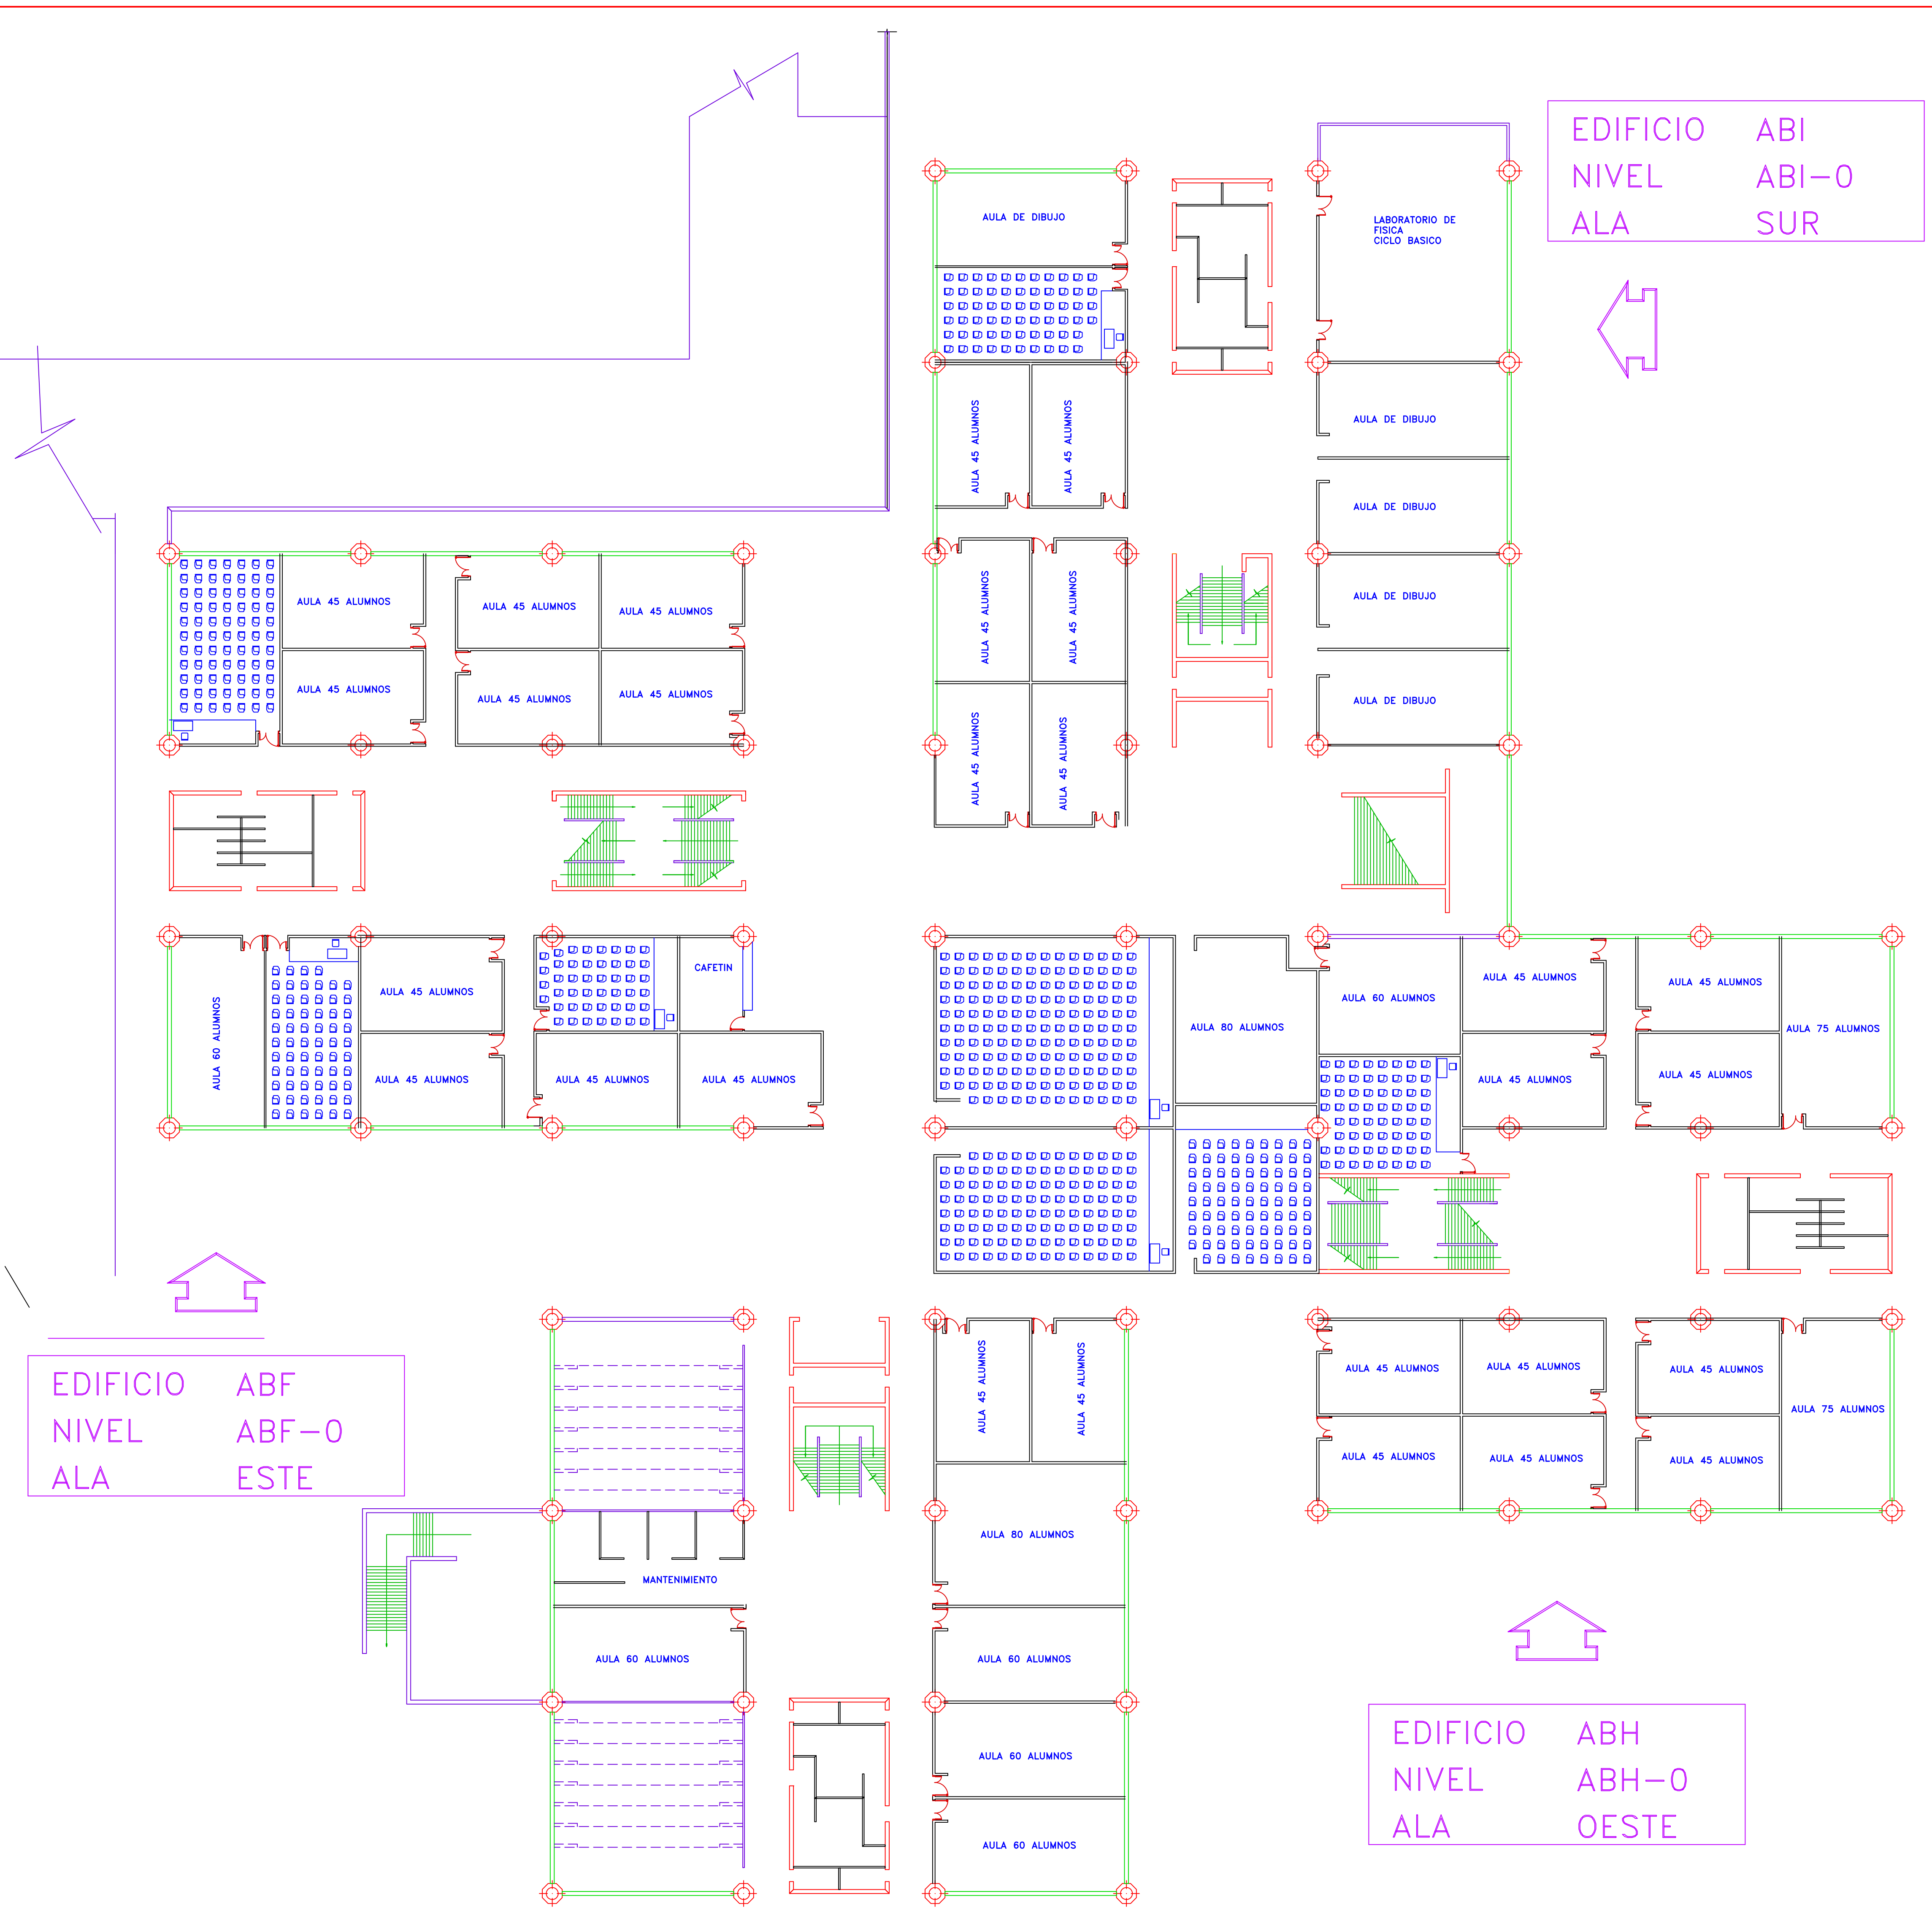 EDIFICIO ABI
NIVEL ABI-0
ALA SUR
AULA DE DIBUJO
LABORATORIO DE
FISICA
CICLO BASICO
AULA 45 ALUMNOS
AULA 45 ALUMNOS
AULA DE DIBUJO
AULA DE DIBUJO
AULA 45 ALUMNOS
AULA 45 ALUMNOS
AULA DE DIBUJO
AULA 45 ALUMNOS
AULA 45 ALUMNOS
AULA DE DIBUJO
AULA 45 ALUMNOS
AULA 45 ALUMNOS
AULA 45 ALUMNOS
AULA 45 ALUMNOS
AULA 45 ALUMNOS
AULA 45 ALUMNOS
AULA 60 ALUMNOS
AULA 45 ALUMNOS
AULA 45 ALUMNOS
CAFETIN
AULA 45 ALUMNOS
AULA 45 ALUMNOS
AULA 80 ALUMNOS
AULA 60 ALUMNOS
AULA 45 ALUMNOS
AULA 45 ALUMNOS
AULA 45 ALUMNOS
AULA 45 ALUMNOS
AULA 75 ALUMNOS
EDIFICIO ABF
NIVEL ABF-0
ALA ESTE
AULA 45 ALUMNOS
AULA 45 ALUMNOS
AULA 45 ALUMNOS
AULA 45 ALUMNOS
AULA 45 ALUMNOS
AULA 75 ALUMNOS
AULA 45 ALUMNOS
AULA 45 ALUMNOS
AULA 45 ALUMNOS
AULA 80 ALUMNOS
MANTENIMIENTO
AULA 60 ALUMNOS
AULA 60 ALUMNOS
AULA 60 ALUMNOS
AULA 60 ALUMNOS
EDIFICIO ABH
NIVEL ABH-0
ALA OESTE